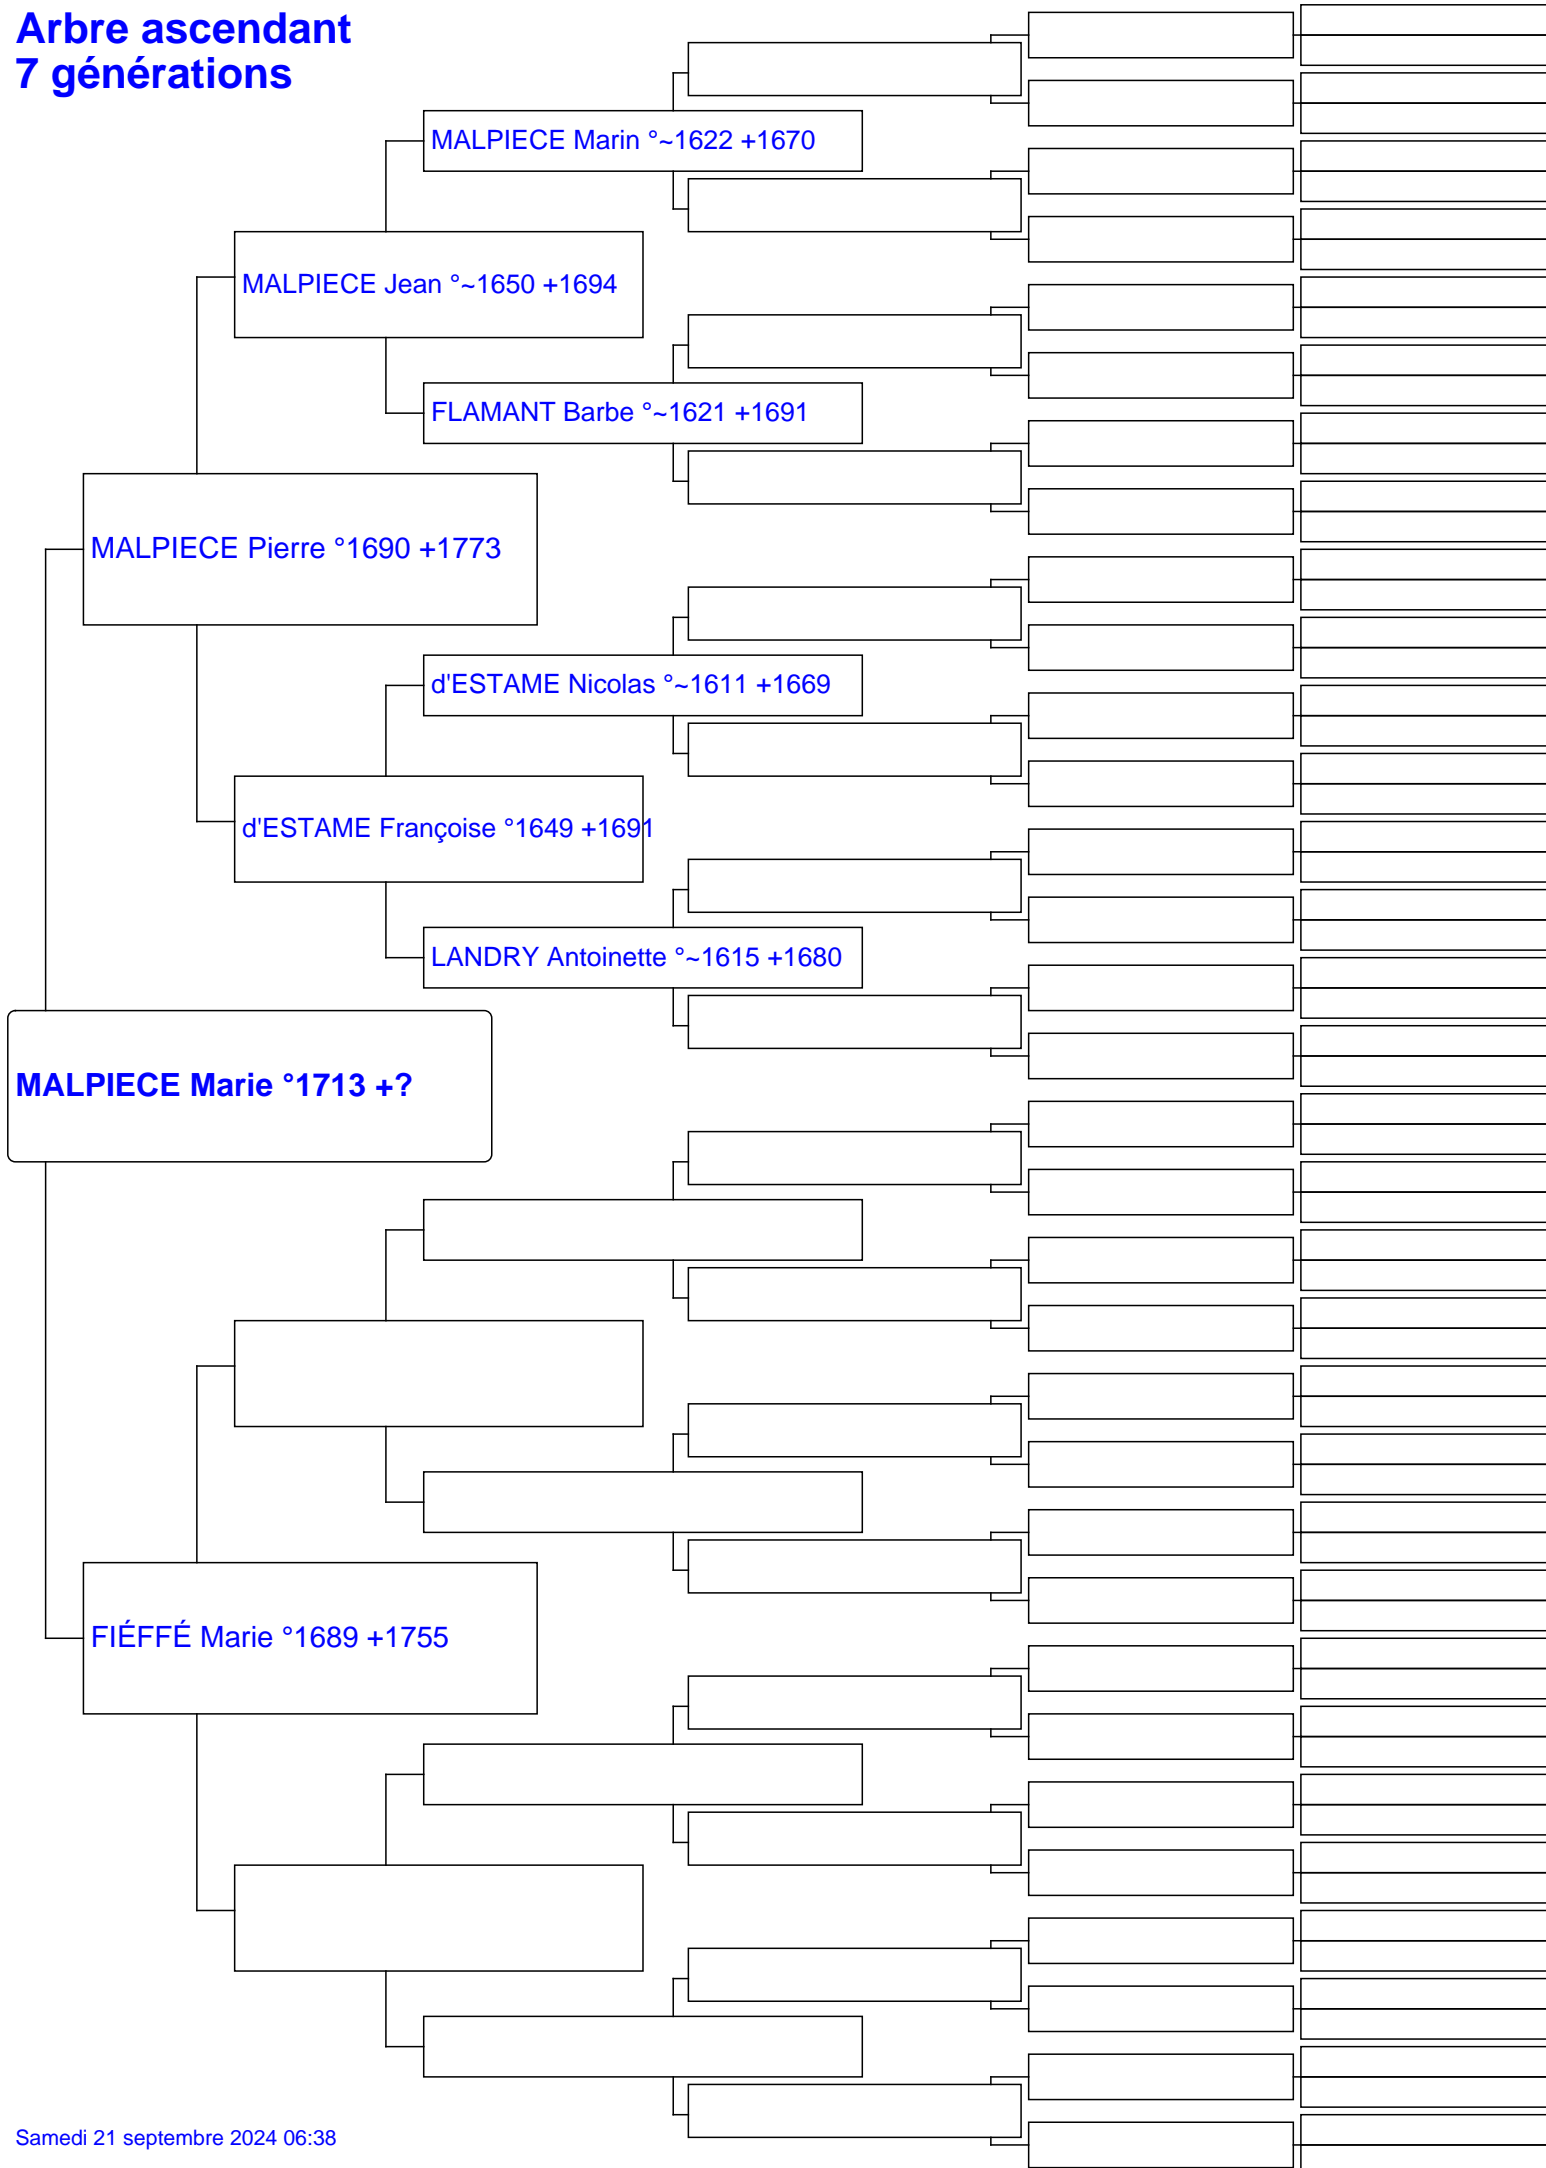 Arbre ascendant
7 générations
MALPIECE Marin °~1622 +1670
MALPIECE Jean °~1650 +1694
FLAMANT Barbe °~1621 +1691
MALPIECE Pierre °1690 +1773
d'ESTAME Nicolas °~1611 +1669
d'ESTAME Françoise °1649 +1691
LANDRY Antoinette °~1615 +1680
MALPIECE Marie °1713 +?
FIÉFFÉ Marie °1689 +1755
Samedi 21 septembre 2024 06:38